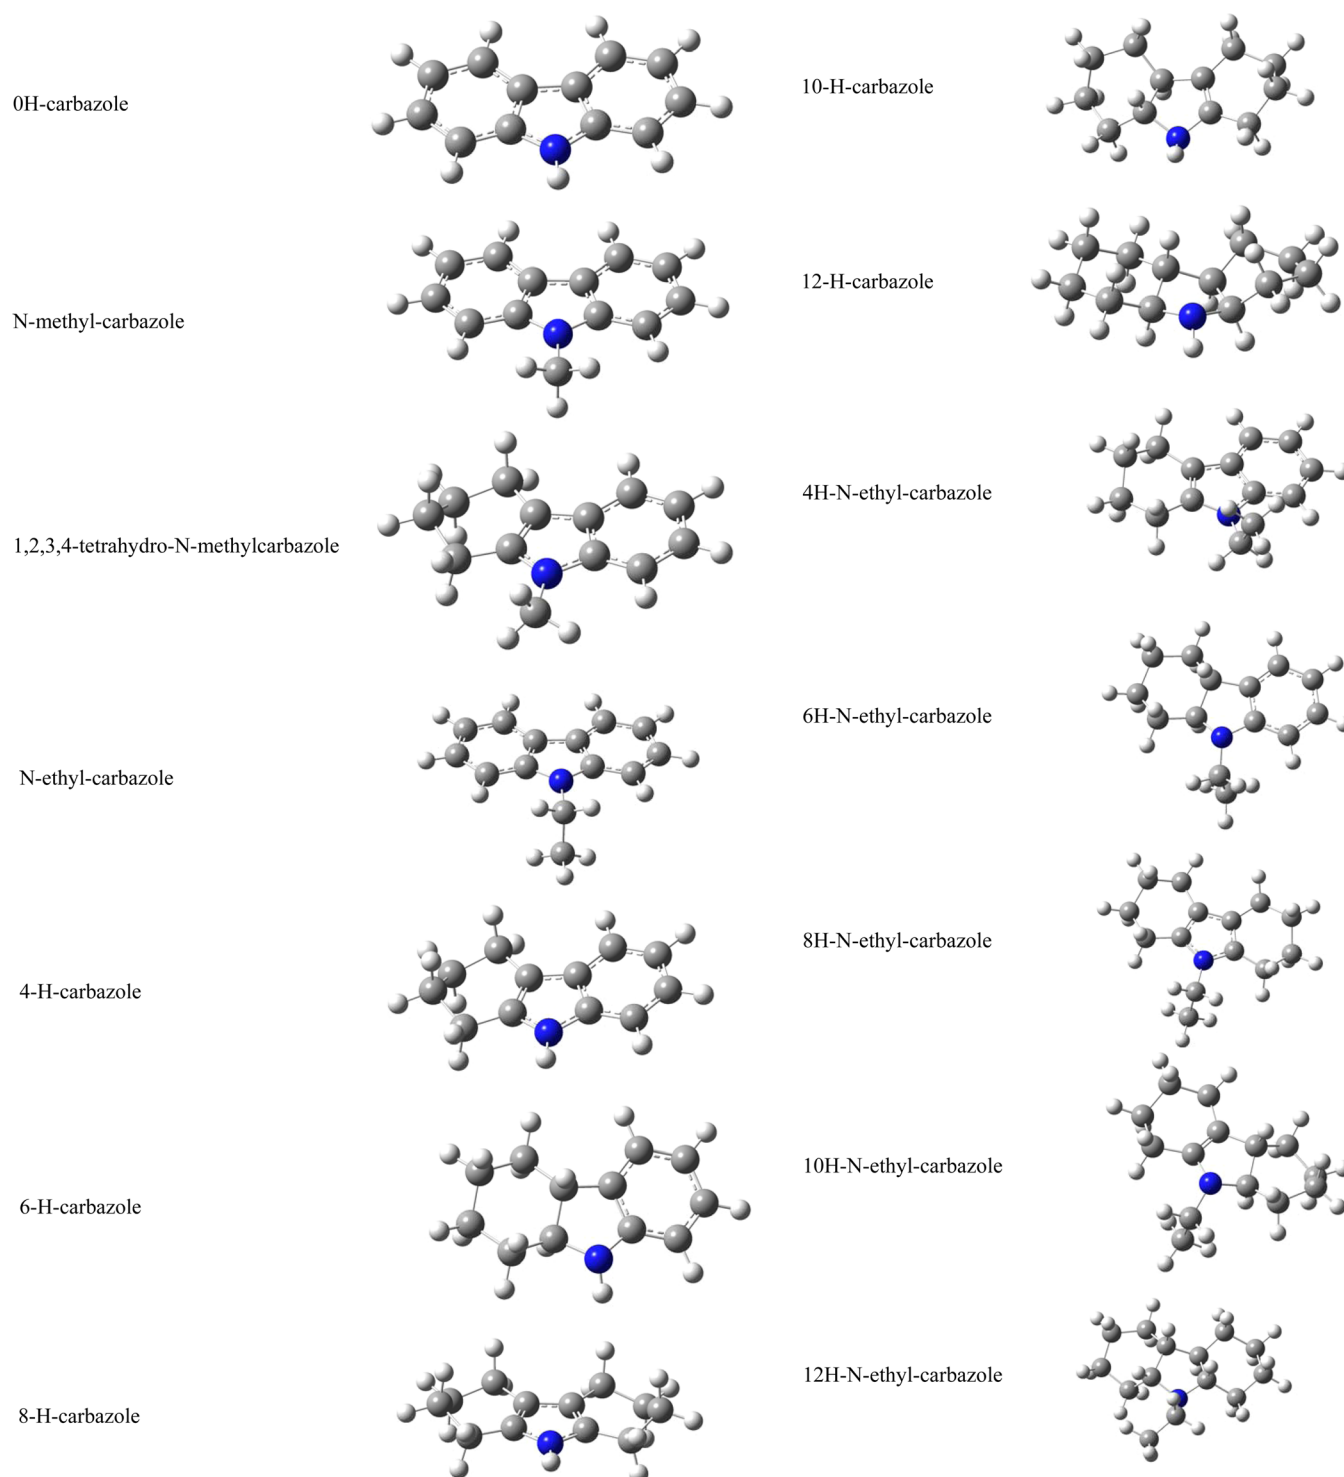 0H-carbazole
N-methyl-carbazole
1,2,3,4-tetrahydro-N-methylcarbazole
N-ethyl-carbazole
4-H-carbazole
6-H-carbazole
8-H-carbazole
10-H-carbazole
12-H-carbazole
4H-N-ethyl-carbazole
6H-N-ethyl-carbazole
8H-N-ethyl-carbazole
10H-N-ethyl-carbazole
12H-N-ethyl-carbazole